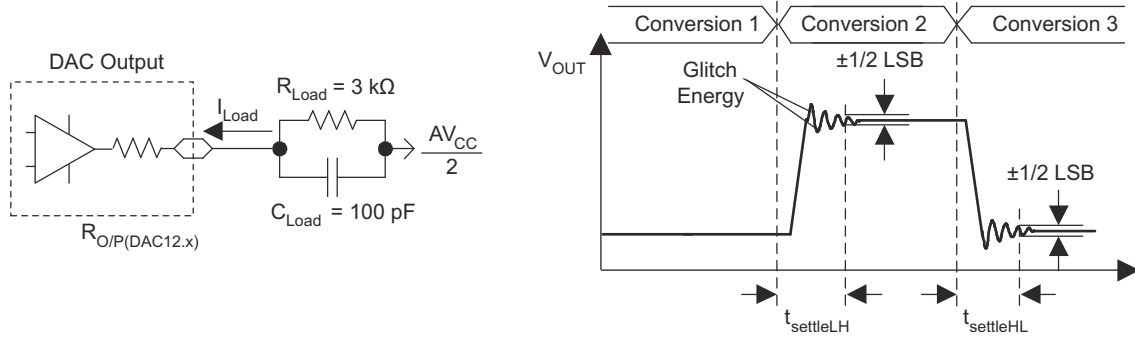 DAC Output
I_Load
R_Load = 3 kΩ
AV_CC
2
C_Load = 100 pF
R_O/P(DAC12.x)
Conversion 1
Conversion 2
Conversion 3
V_OUT
Glitch
Energy
±1/2 LSB
±1/2 LSB
t_settleLH
t_settleHL